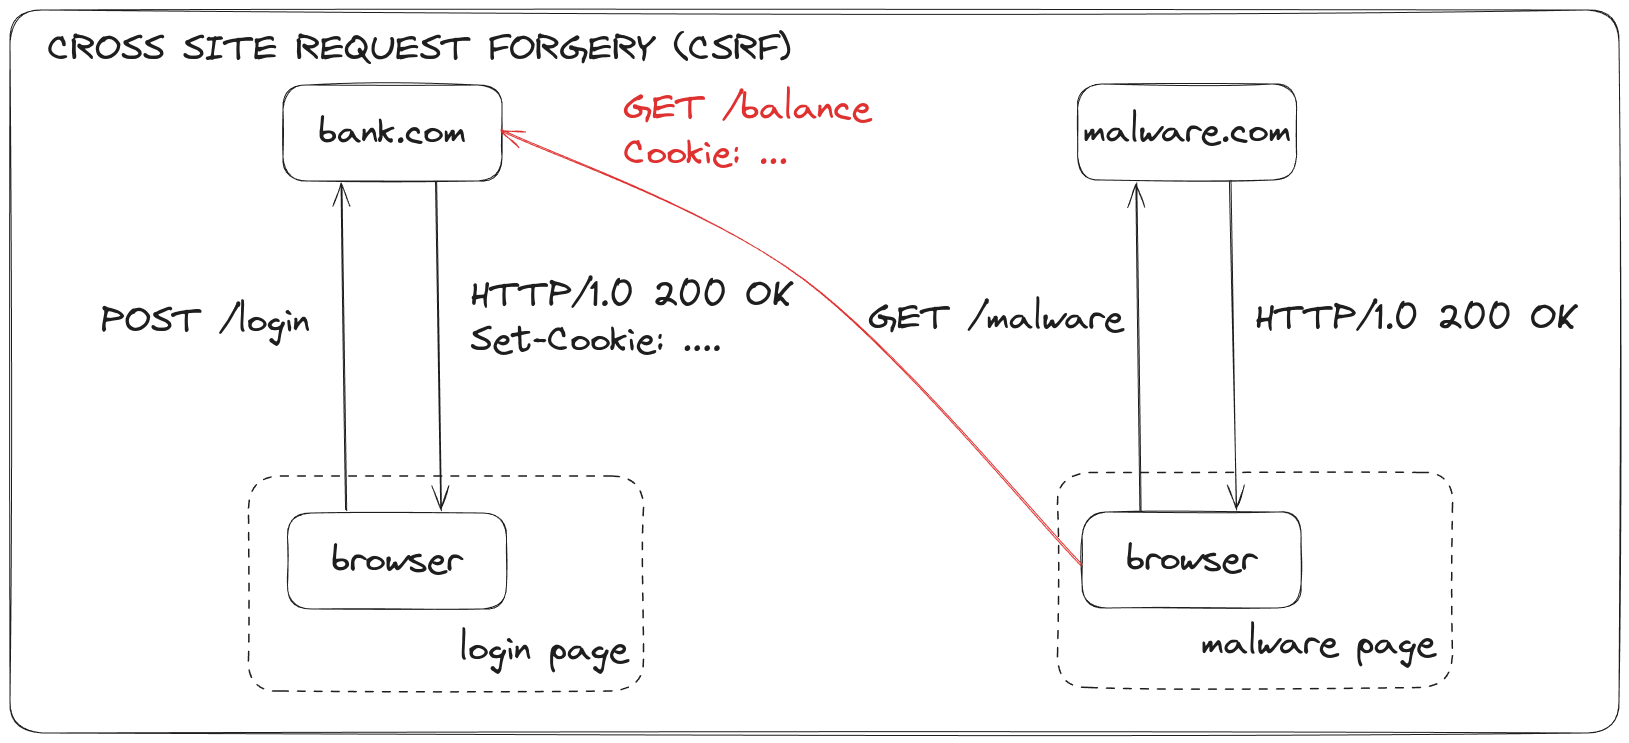 CROSS SITE REQUEST FORGERY (CSRF)
bank.com
GET /balance
Cookie: ...
malware.com
POST /login
HTTP/1.0 200 OK
Set-Cookie: ....
GET /malware
HTTP/1.0 200 OK
browser
login page
browser
malware page